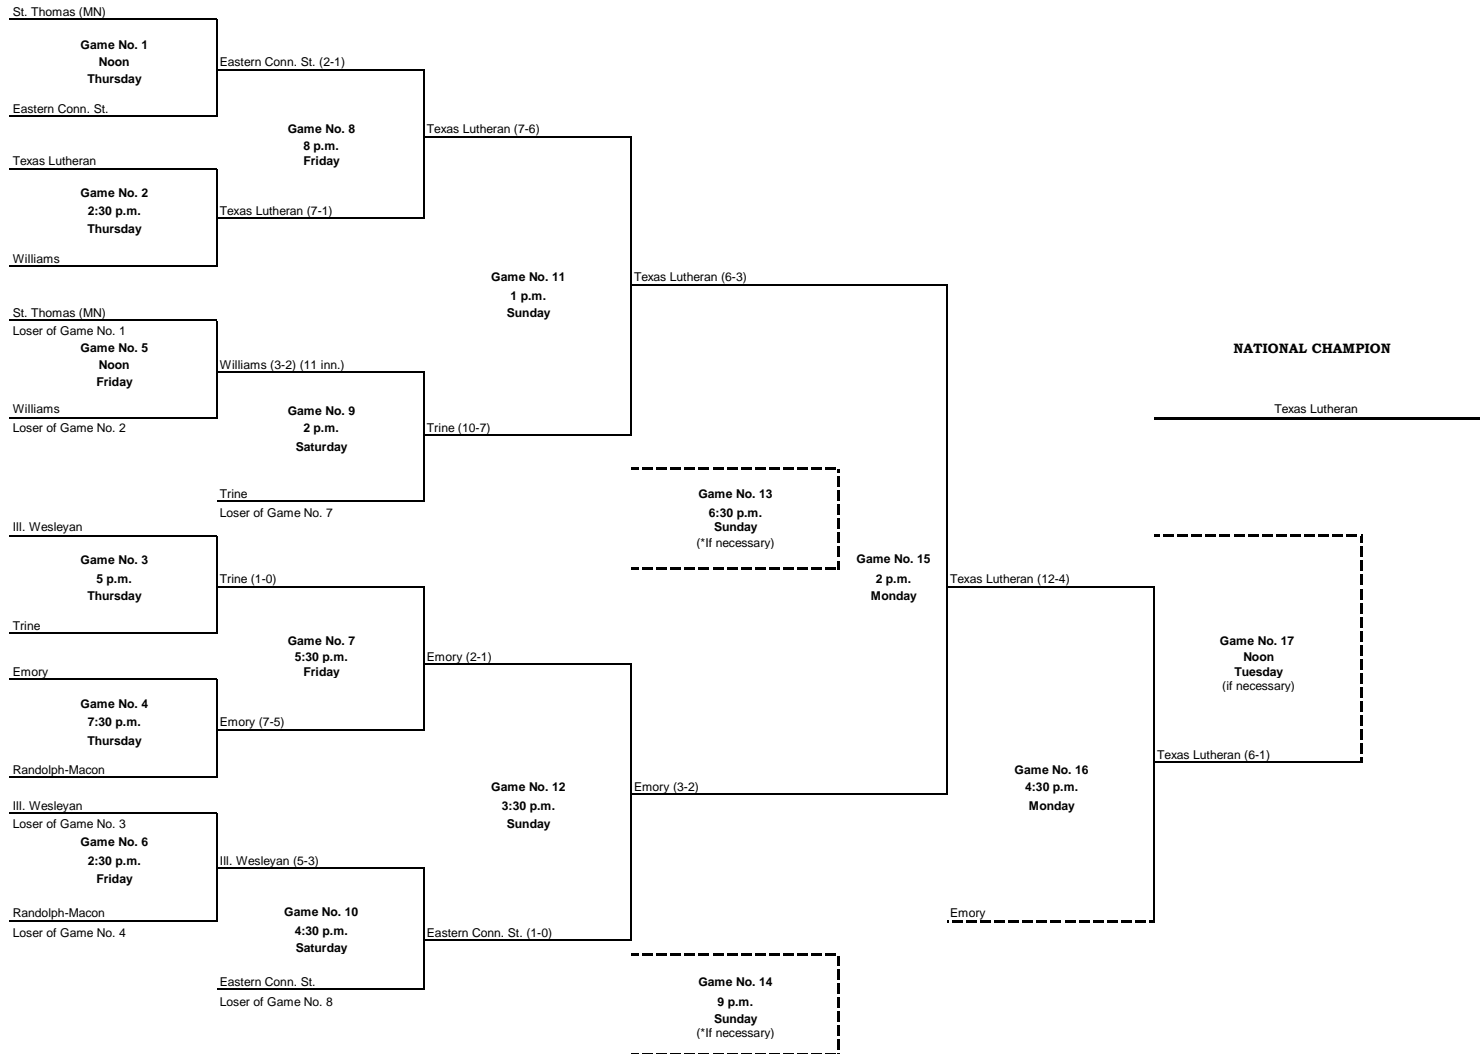 St. Thomas (MN)
Game No. 1
Noon
Thursday
Eastern Conn. St.
Eastern Conn. St. (2-1)
Game No. 8
8 p.m.
Friday
Texas Lutheran
Game No. 2
2:30 p.m.
Thursday
Williams
Texas Lutheran (7-1)
Texas Lutheran (7-6)
Game No. 11
1 p.m.
Sunday
St. Thomas (MN)
Loser of Game No. 1
Game No. 5
Noon
Friday
Williams
Loser of Game No. 2
Williams (3-2) (11 inn.)
Game No. 9
2 p.m.
Saturday
Trine
Loser of Game No. 7
Trine (10-7)
Texas Lutheran (6-3)
Game No. 13
6:30 p.m.
Sunday
(*If necessary)
Ill. Wesleyan
Game No. 3
5 p.m.
Thursday
Trine
Trine (1-0)
Game No. 7
5:30 p.m.
Friday
Emory
Game No. 4
7:30 p.m.
Thursday
Randolph-Macon
Emory (7-5)
Emory (2-1)
Game No. 12
3:30 p.m.
Sunday
Ill. Wesleyan
Loser of Game No. 3
Game No. 6
2:30 p.m.
Friday
Randolph-Macon
Loser of Game No. 4
Ill. Wesleyan (5-3)
Game No. 10
4:30 p.m.
Saturday
Eastern Conn. St.
Loser of Game No. 8
Eastern Conn. St. (1-0)
Emory (3-2)
Game No. 14
9 p.m.
Sunday
(*If necessary)
Game No. 15
2 p.m.
Monday
Texas Lutheran (12-4)
Game No. 16
4:30 p.m.
Monday
Emory
Texas Lutheran (6-1)
Game No. 17
Noon
Tuesday
(if necessary)
NATIONAL CHAMPION
Texas Lutheran